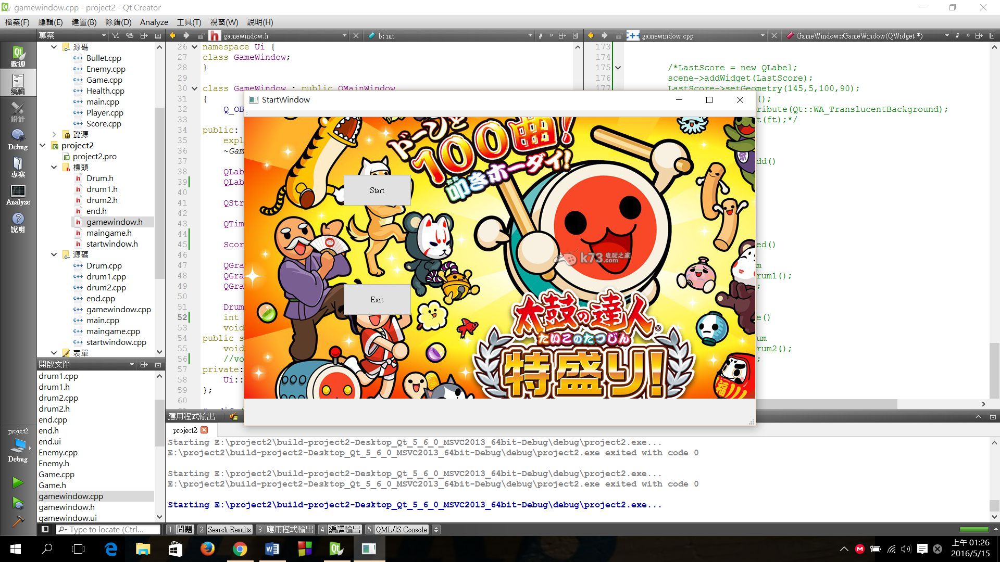 gamewindow.cpp - project2 - Qt Creator
檔案(F) 編輯(E) 建置(B) 除錯(D) Analyze 工具(T) 視窗(W) 說明(H)
專案
gamewindow.h
b: int
#
gamewindow.cpp
GameWindow::GameWindow(QWidget *)
#
歡迎
編輯
設計
Debug
專案
Analyze
說明
project2
Debug
源碼
Bullet.cpp
Enemy.cpp
Game.cpp
Health.cpp
main.cpp
Player.cpp
Score.cpp
資源
project2
project2.pro
標頭
Drum.h
drum1.h
drum2.h
end.h
gamewindow.h
maingame.h
startwindow.h
源碼
Drum.cpp
drum1.cpp
drum2.cpp
end.cpp
gamewindow.cpp
main.cpp
maingame.cpp
startwindow.cpp
表單
開啟文件
drum1.cpp
drum1.h
drum2.cpp
drum2.h
end.cpp
end.h
end.ui
Enemy.cpp
Enemy.h
Game.cpp
Game.h
gamewindow.cpp
gamewindow.h
gamewindow.ui
26 namespace Ui {
27 class GameWindow;
28 }
29
30 class GameWindow : public QMainWindow
31 {
32 Q_OB
33
34 public:
35 expl
36 ~Gam
37
38 QLab
39 QLab
40
41 QStr
42
43 QTim
44
45 Scor
46
47 QGra
48 QGra
49 QGra
50
51 Drum
52 int
53 void
54 public s
55 void
56 //vo
57 private:
58 Ui::
59 };
60
173
174
175 /*LastScore = new QLabel;
176 scene->addWidget(LastScore);
177 LastScore->setGeometry(145,5,100,90);
();
ribute(Qt::WA_TranslucentBackground);
t(ft);*/
dd()
ed()
m
rum1();
;
e()
um
rum2();
;
StartWindow
ドーンと
100曲!
叩きホーダイ!
たた
Start
Exit
k73 电玩之家
.com
太鼓の達人
®
たいこのたつじん
特盛り!
福
應用程式輸出
project2
Starting E:\project2\build-project2-Desktop_Qt_5_6_0_MSVC2013_64bit-Debug\debug\project2.exe...
E:\project2\build-project2-Desktop_Qt_5_6_0_MSVC2013_64bit-Debug\debug\project2.exe exited with code 0
Starting E:\project2\build-project2-Desktop_Qt_5_6_0_MSVC2013_64bit-Debug\debug\project2.exe...
E:\project2\build-project2-Desktop_Qt_5_6_0_MSVC2013_64bit-Debug\debug\project2.exe exited with code 0
Starting E:\project2\build-project2-Desktop_Qt_5_6_0_MSVC2013_64bit-Debug\debug\project2.exe...
Type to locate (Ctrl...
1 問題 2 Search Results 3 應用程式輸出 4 編譯輸出 5 QML/JS Console
上午 01:26
2016/5/15